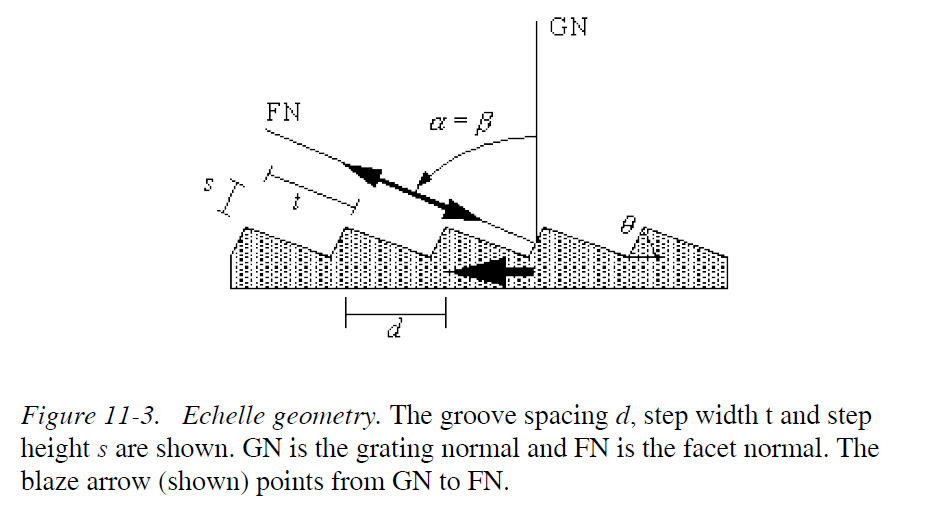 GN
FN
α = β
s
t
θ
d
Figure 11-3. Echelle geometry. The groove spacing d, step width t and step
height s are shown. GN is the grating normal and FN is the facet normal. The
blaze arrow (shown) points from GN to FN.